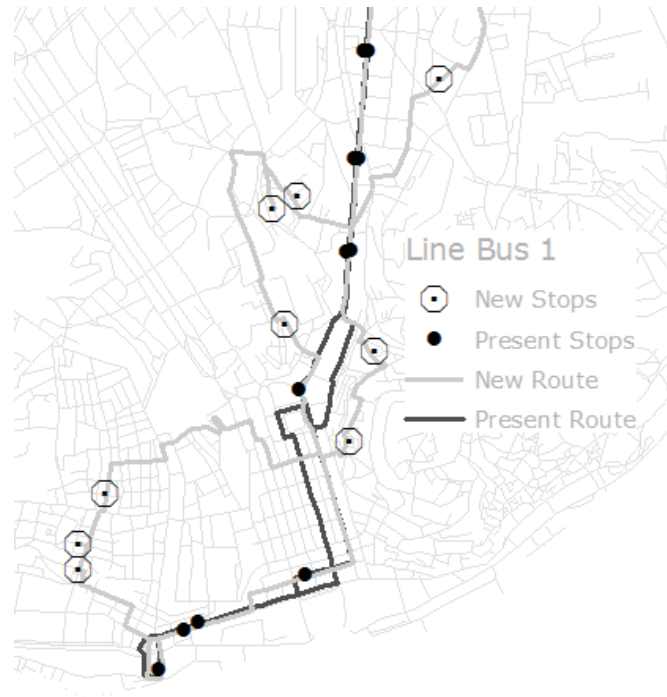 Line Bus 1
New Stops
Present Stops
New Route
Present Route